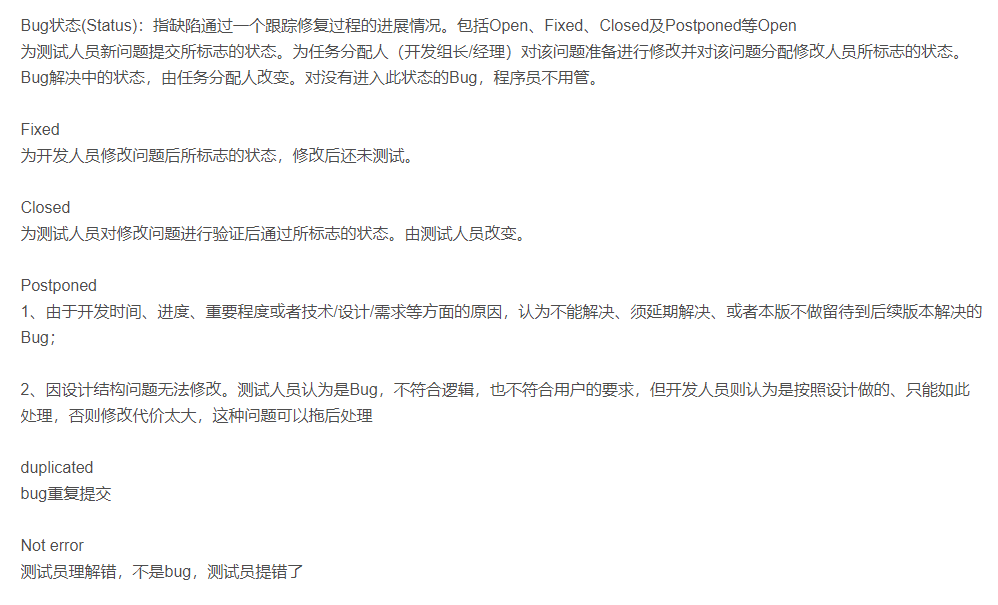 Bug状态(Status)：指缺陷通过一个跟踪修复过程的进展情况。包括Open、Fixed、Closed及Postponed等Open
为测试人员新问题提交所标志的状态。为任务分配人（开发组长/经理）对该问题准备进行修改并对该问题分配修改人员所标志的状态。
Bug解决中的状态，由任务分配人改变。对没有进入此状态的Bug，程序员不用管。
Fixed
为开发人员修改问题后所标志的状态，修改后还未测试。
Closed
为测试人员对修改问题进行验证后通过所标志的状态。由测试人员改变。
Postponed
1、由于开发时间、进度、重要程度或者技术/设计/需求等方面的原因，认为不能解决、须延期解决、或者本版不做留待到后续版本解决的
Bug；
2、因设计结构问题无法修改。测试人员认为是Bug，不符合逻辑，也不符合用户的要求，但开发人员则认为是按照设计做的、只能如此
处理，否则修改代价太大，这种问题可以拖后处理
duplicated
bug重复提交
Not error
测试员理解错，不是bug，测试员提错了